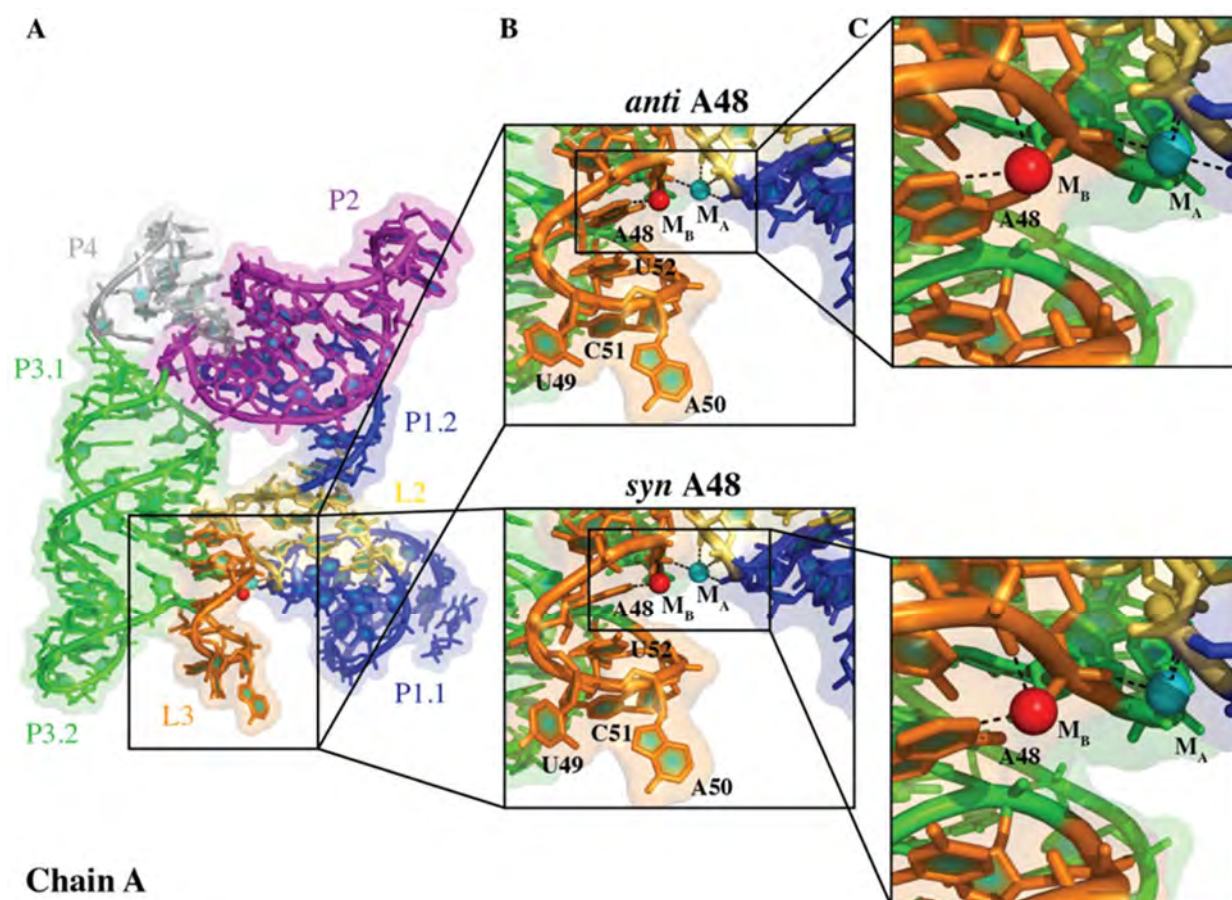 A
B
C
anti A48
M_B
M_A
A48
P2
P4
P3.1
P1.2
L2
P3.2
L3
P1.1
A48
M_B
M_A
U52
C51
U49
A50
syn A48
A48
M_B
M_A
U52
C51
U49
A50
A48
M_B
M_A
Chain A